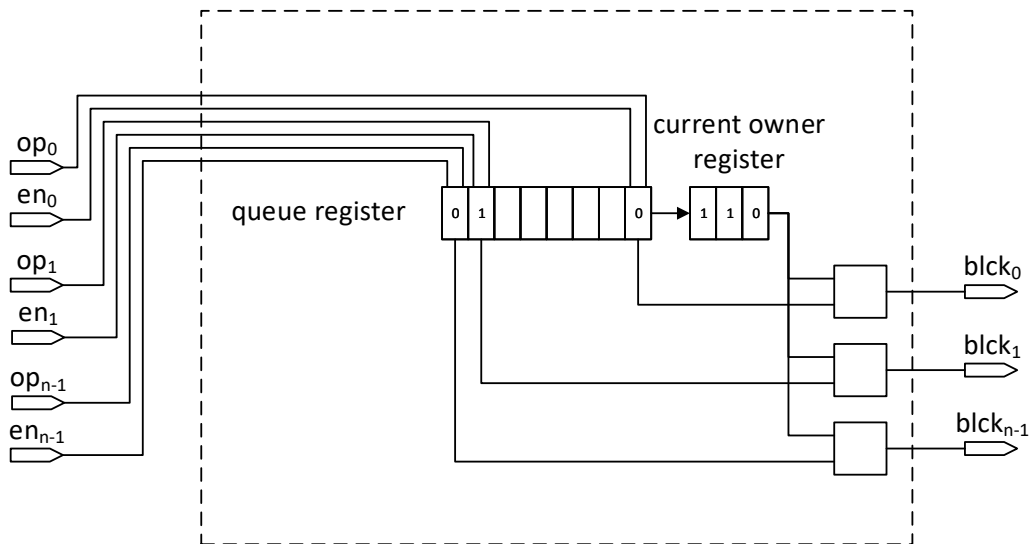 op0
en0
op1
en1
opn-1
enn-1
queue register
0 1 0
current owner
register
1 1 0
blck0
blck1
blckn-1